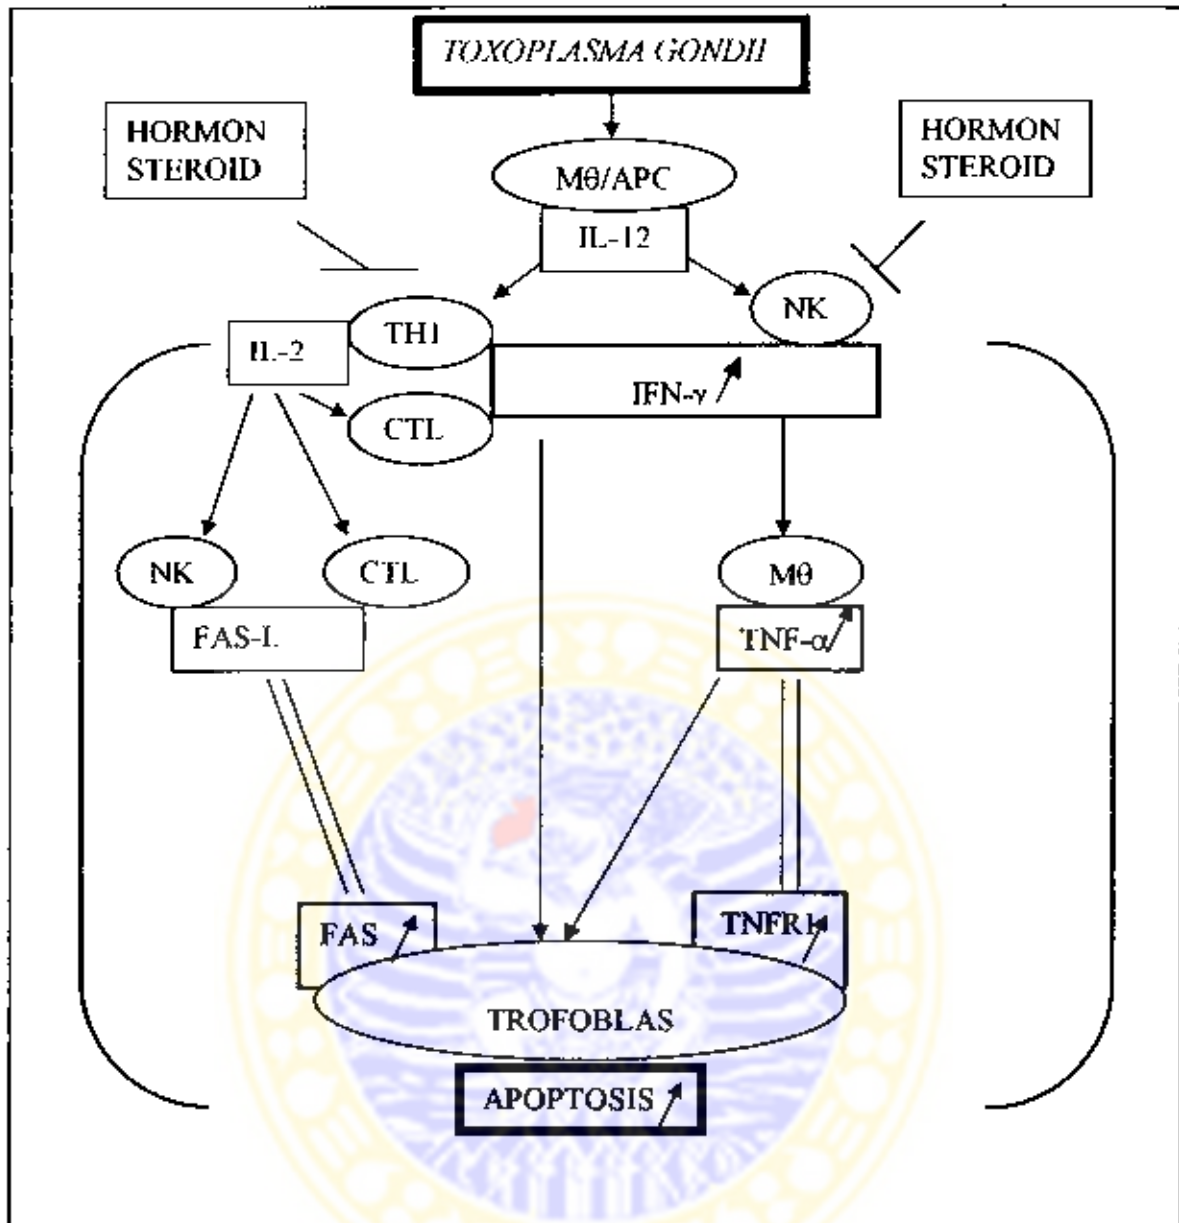 TOXOPLASMA GONDII
HORMON
STEROID
HORMON
STEROID
Mθ/APC
IL-12
NK
TH1
IL-2
IFN-γ
CTL
NK
CTL
Mθ
FAS-L
TNF-α
FAS
TNFR1
TROFOBLAS
APOPTOSIS